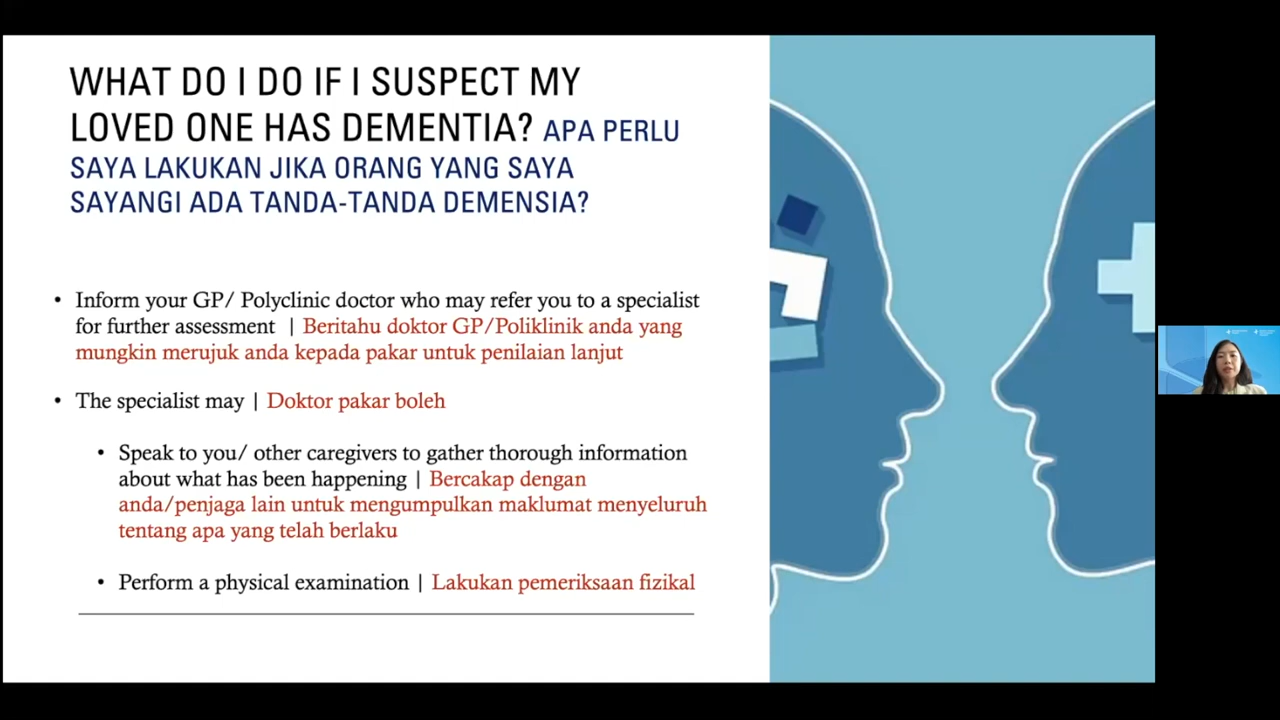 WHAT DO I DO IF I SUSPECT MY
LOVED ONE HAS DEMENTIA? APA PERLU
SAYA LAKUKAN JIKA ORANG YANG SAYA
SAYANGI ADA TANDA-TANDA DEMENSIA?
• Inform your GP/ Polyclinic doctor who may refer you to a specialist
for further assessment | Beritahu doktor GP/Poliklinik anda yang
mungkin merujuk anda kepada pakar untuk penilaian lanjut
• The specialist may | Doktor pakar boleh
• Speak to you/ other caregivers to gather thorough information
about what has been happening | Bercakap dengan
anda/penjaga lain untuk mengumpulkan maklumat menyeluruh
tentang apa yang telah berlaku
• Perform a physical examination | Lakukan pemeriksaan fizikal